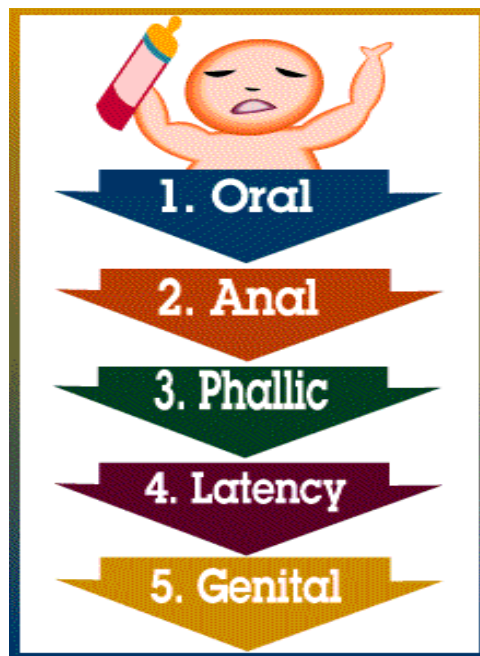 1. Oral
2. Anal
3. Phallic
4. Latency
5. Genital